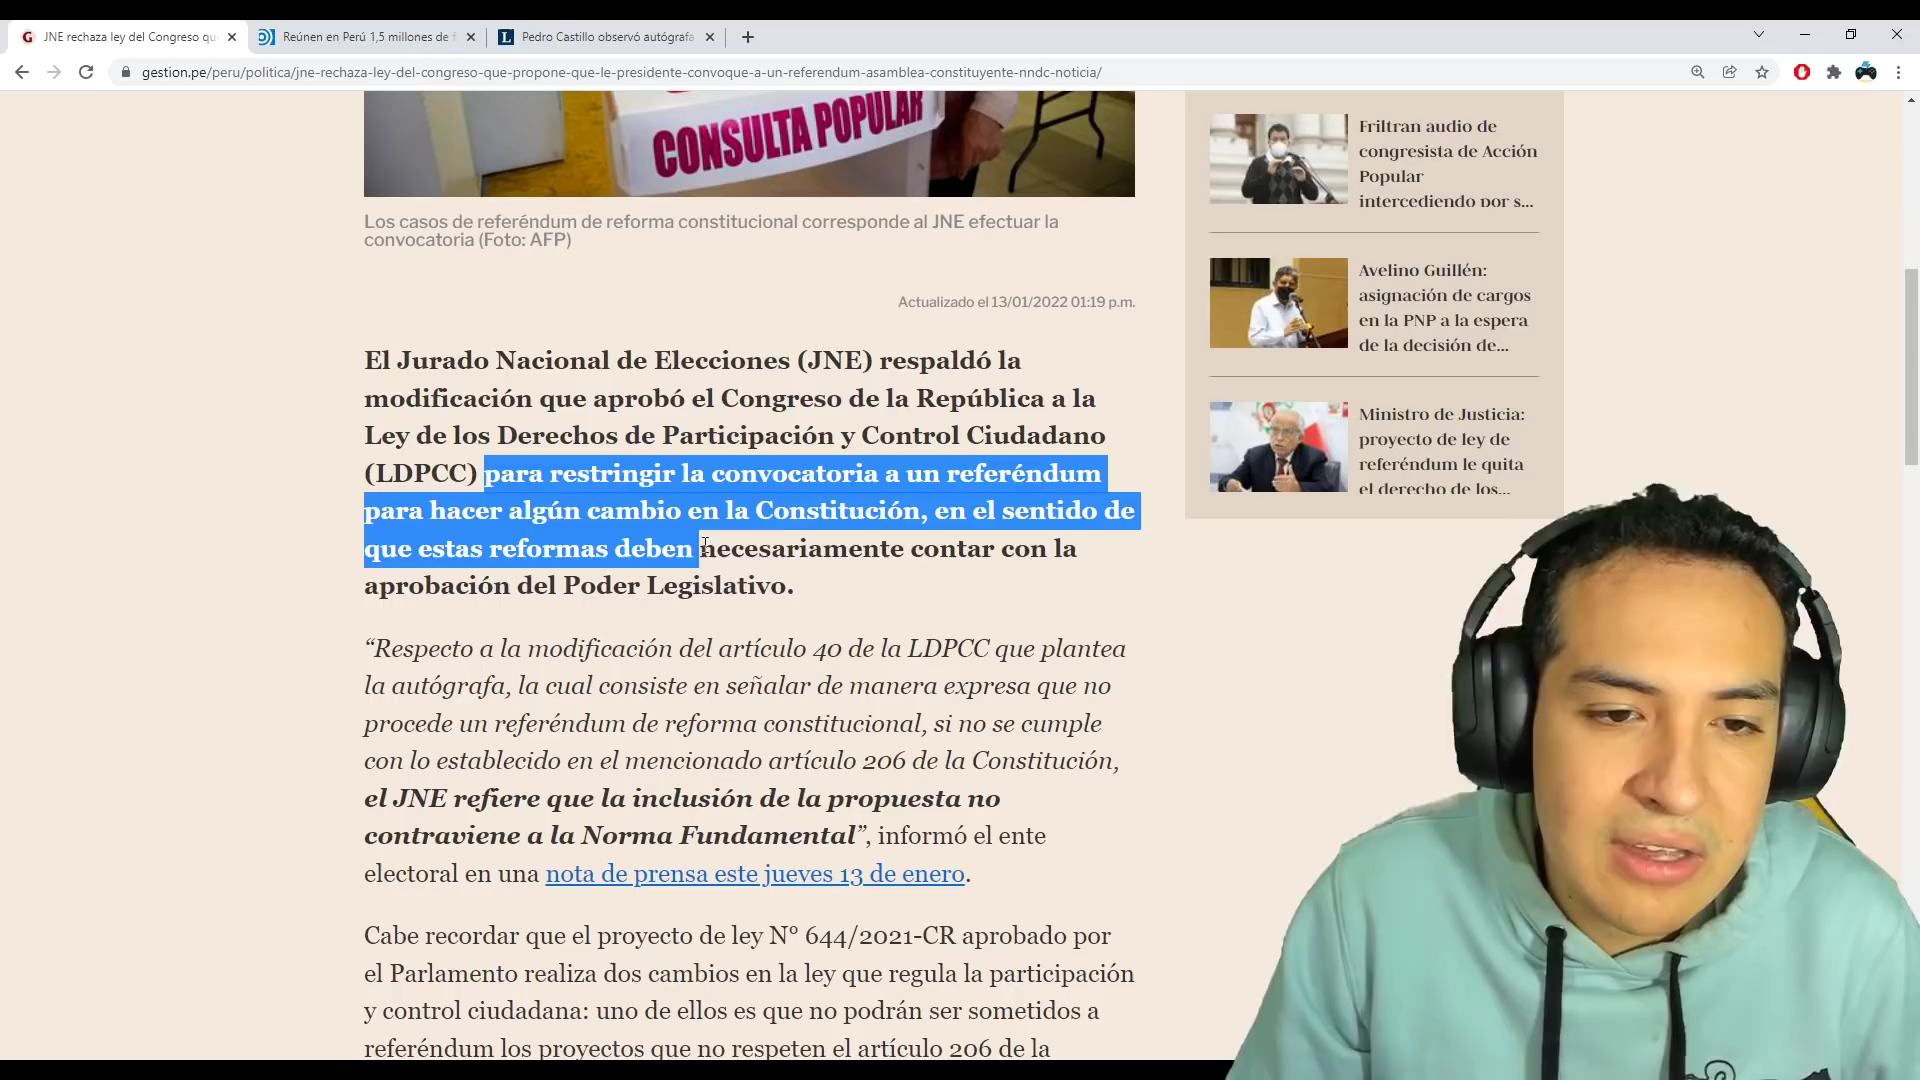 JNE rechaza ley del Congreso qu
Reúnen en Perú 1,5 millones de f
Pedro Castillo observó autógrafa
gestion.pe/peru/politica/jne-rechaza-ley-del-congreso-que-propone-que-le-presidente-convoque-a-un-referendum-asamblea-constituyente-nndc-noticia/
CONSULTA POPULAR
Los casos de referéndum de reforma constitucional corresponde al JNE efectuar la
convocatoria (Foto: AFP)
Actualizado el 13/01/2022 01:19 p.m.
El Jurado Nacional de Elecciones (JNE) respaldó la
modificación que aprobó el Congreso de la República a la
Ley de los Derechos de Participación y Control Ciudadano
(LDPCC) para restringir la convocatoria a un referéndum
para hacer algún cambio en la Constitución, en el sentido de
que estas reformas deben necesariamente contar con la
aprobación del Poder Legislativo.
“Respecto a la modificación del artículo 40 de la LDPCC que plantea
la autógrafa, la cual consiste en señalar de manera expresa que no
procede un referéndum de reforma constitucional, si no se cumple
con lo establecido en el mencionado artículo 206 de la Constitución,
el JNE refiere que la inclusión de la propuesta no
contraviene a la Norma Fundamental”, informó el ente
electoral en una nota de prensa este jueves 13 de enero.
Cabe recordar que el proyecto de ley N° 644/2021-CR aprobado por
el Parlamento realiza dos cambios en la ley que regula la participación
y control ciudadana: uno de ellos es que no podrán ser sometidos a
referéndum los proyectos que no respeten el artículo 206 de la
Friltran audio de
congresista de Acción
Popular
intercediendo por s...
Avelino Guillén:
asignación de cargos
en la PNP a la espera
de la decisión de...
Ministro de Justicia:
proyecto de ley de
referéndum le quita
el derecho de los...